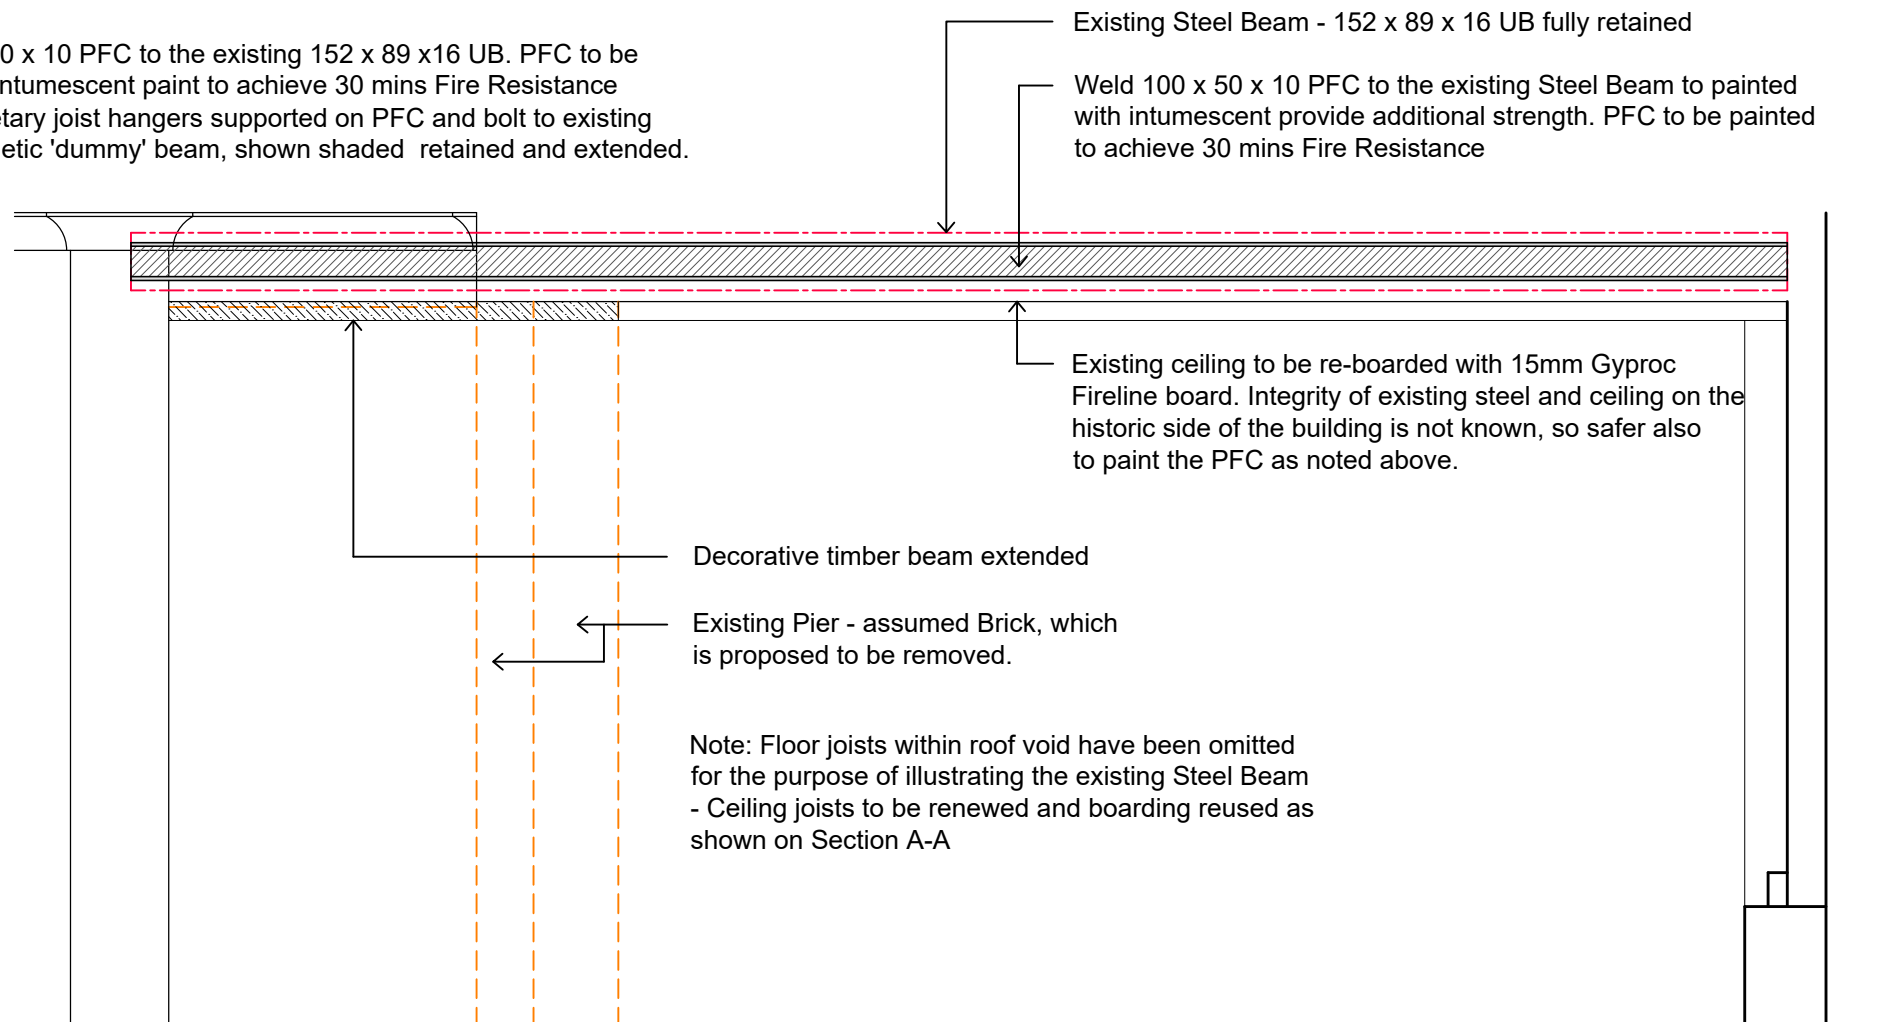 0 x 10 PFC to the existing 152 x 89 x16 UB. PFC to be
ntumescent paint to achieve 30 mins Fire Resistance
etary joist hangers supported on PFC and bolt to existing
etic 'dummy' beam, shown shaded retained and extended.
Existing Steel Beam - 152 x 89 x 16 UB fully retained
Weld 100 x 50 x 10 PFC to the existing Steel Beam to painted
with intumescent provide additional strength. PFC to be painted
to achieve 30 mins Fire Resistance
Existing ceiling to be re-boarded with 15mm Gyproc
Fireline board. Integrity of existing steel and ceiling on the
historic side of the building is not known, so safer also
to paint the PFC as noted above.
Decorative timber beam extended
Existing Pier - assumed Brick, which
is proposed to be removed.
Note: Floor joists within roof void have been omitted
for the purpose of illustrating the existing Steel Beam
- Ceiling joists to be renewed and boarding reused as
shown on Section A-A